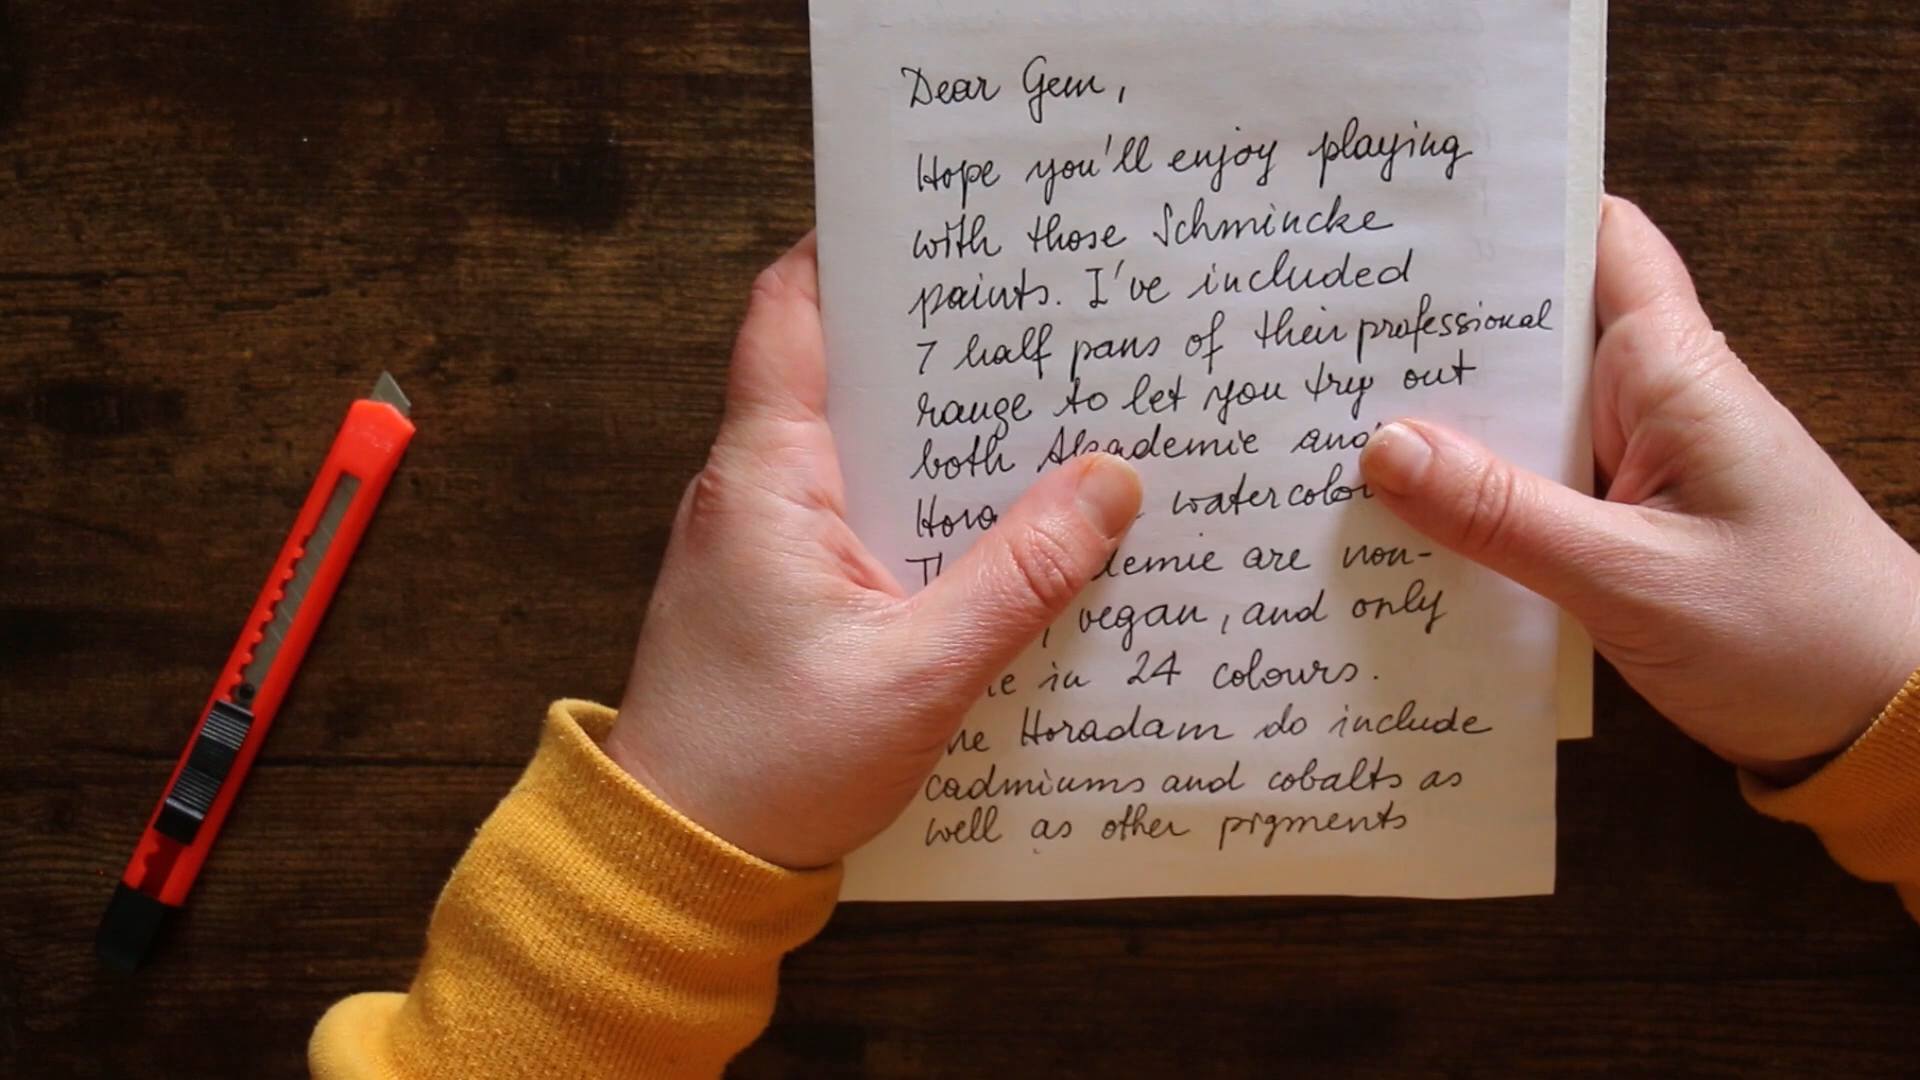 Dear Gem,
Hope you'll enjoy playing
with those Schmincke
paints. I've included
7 half pans of their professional
range to let you try out
both Akademie and
watercolou
are non-
, vegan, and only
in 24 colours.
Horadam do include
cadmiums and cobalts as
well as other pigments